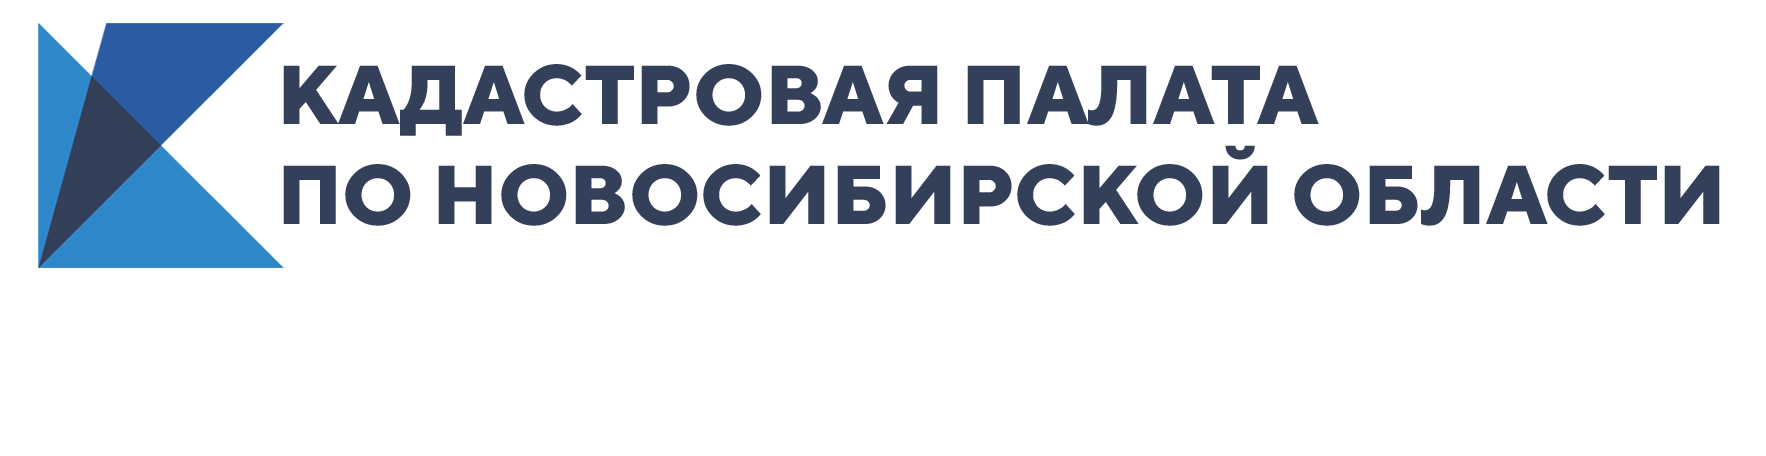 КАДАСТРОВАЯ ПАЛАТА
ПО НОВОСИБИРСКОЙ ОБЛАСТИ